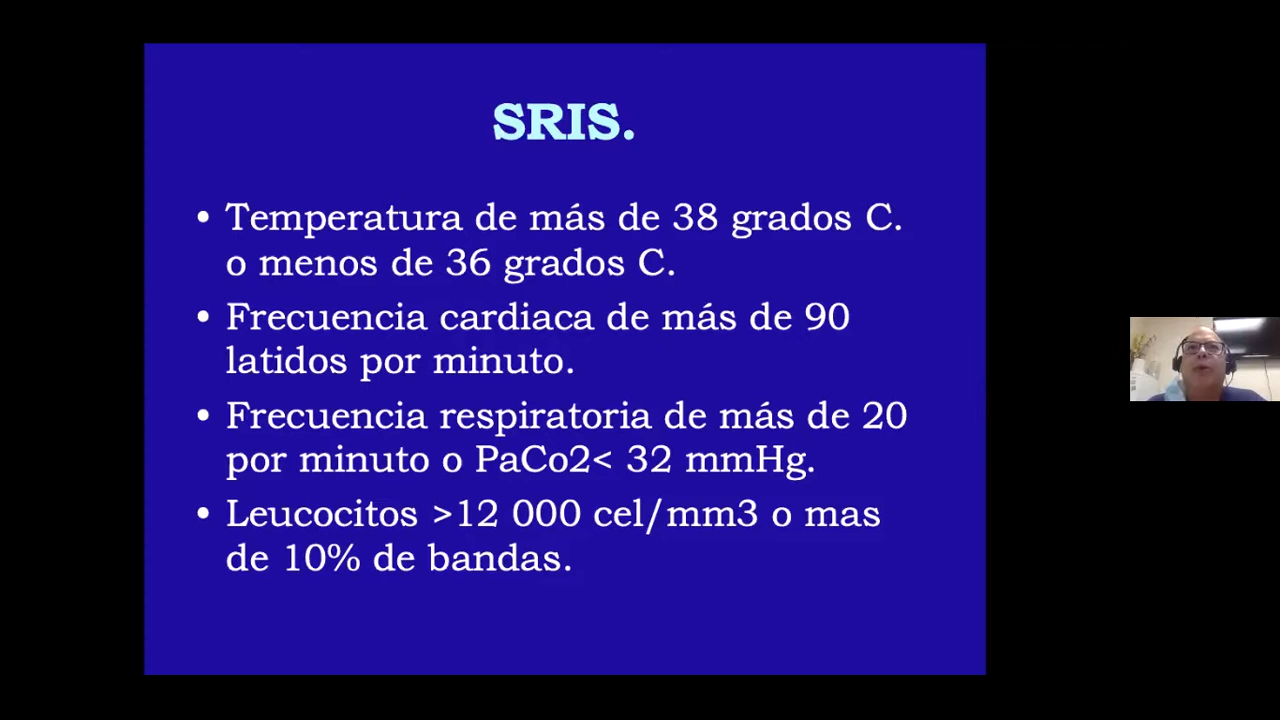 SRIS.
• Temperatura de más de 38 grados C.
o menos de 36 grados C.
• Frecuencia cardiaca de más de 90
latidos por minuto.
• Frecuencia respiratoria de más de 20
por minuto o PaCo2< 32 mmHg.
• Leucocitos >12 000 cel/mm3 o mas
de 10% de bandas.